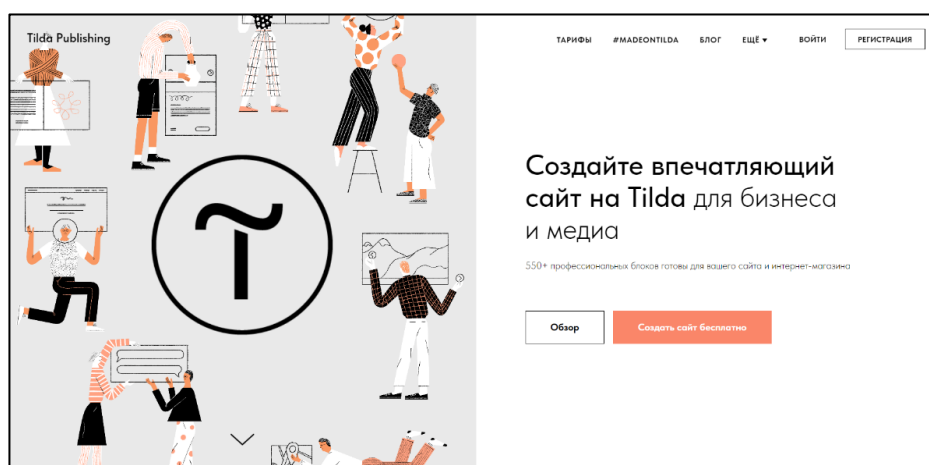 Tilda Publishing
ТАРИФЫ #MADEONTILDA БЛОГ ЕЩЁ ▾ ВОЙТИ РЕГИСТРАЦИЯ
Создайте впечатляющий
сайт на Tilda для бизнеса
и медиа
550+ профессиональных блоков готовы для вашего сайта и интернет-магазина
Обзор Создать сайт бесплатно